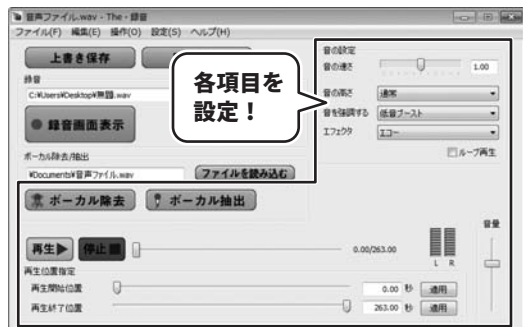 音声ファイル.wav - The・録音
ファイル(F) 編集(E) 操作(O) 設定(S) ヘルプ(H)
上書き保存
録音
C:¥Users¥Desktop¥無題.wav
録音画面表示
各項目を
設定！
音の設定
音の速さ 1.00
音の高さ 通常
音を強調する 低音ブースト
エフェクタ エコー
ループ再生
ボーカル除去/抽出
¥Documents¥音声ファイル.wav ファイルを読み込む
ボーカル除去 ボーカル抽出
音量
再生▶ 停止■ 0.00/263.00
L R
再生位置指定
再生開始位置 0.00 秒 適用
再生終了位置 263.00 秒 適用